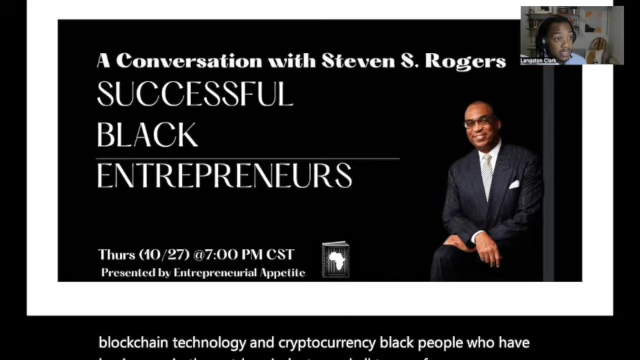 A Conversation with Steven S. Rogers
SUCCESSFUL
BLACK
ENTREPRENEURS
Thurs (10/27) @7:00 PM CST
Presented by Entrepreneurial Appetite
Langston Clark
blockchain technology and cryptocurrency black people who have